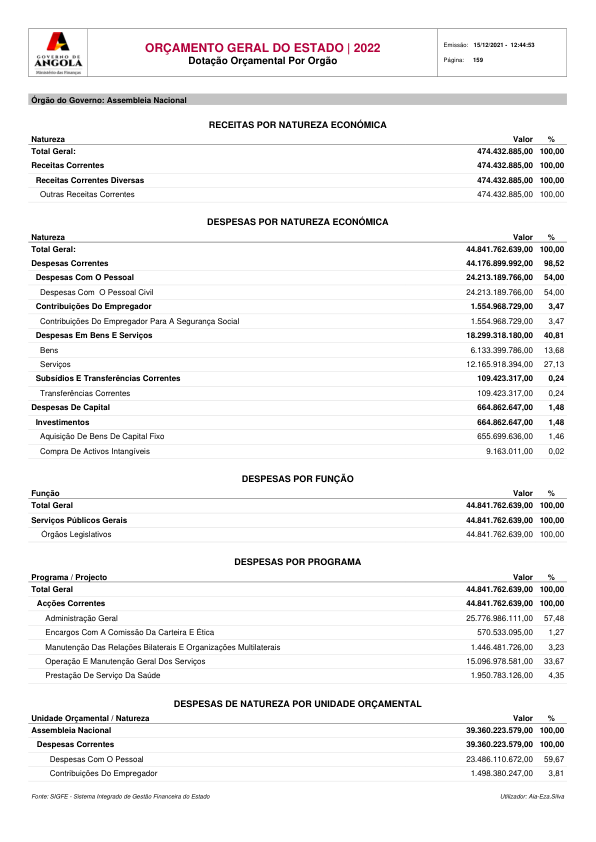 GOVERNO DE
ANGOLA
Ministério das Finanças
ORÇAMENTO GERAL DO ESTADO | 2022
Dotação Orçamental Por Orgão
Emissão: 15/12/2021 - 12:44:53
Página: 159
Órgão do Governo: Assembleia Nacional
RECEITAS POR NATUREZA ECONÓMICA
Natureza Valor %
Total Geral: 474.432.885,00 100,00
Receitas Correntes 474.432.885,00 100,00
Receitas Correntes Diversas 474.432.885,00 100,00
Outras Receitas Correntes 474.432.885,00 100,00
DESPESAS POR NATUREZA ECONÓMICA
Natureza Valor %
Total Geral: 44.841.762.639,00 100,00
Despesas Correntes 44.176.899.992,00 98,52
Despesas Com O Pessoal 24.213.189.766,00 54,00
Despesas Com O Pessoal Civil 24.213.189.766,00 54,00
Contribuições Do Empregador 1.554.968.729,00 3,47
Contribuições Do Empregador Para A Segurança Social 1.554.968.729,00 3,47
Despesas Em Bens E Serviços 18.299.318.180,00 40,81
Bens 6.133.399.786,00 13,68
Serviços 12.165.918.394,00 27,13
Subsídios E Transferências Correntes 109.423.317,00 0,24
Transferências Correntes 109.423.317,00 0,24
Despesas De Capital 664.862.647,00 1,48
Investimentos 664.862.647,00 1,48
Aquisição De Bens De Capital Fixo 655.699.636,00 1,46
Compra De Activos Intangíveis 9.163.011,00 0,02
DESPESAS POR FUNÇÃO
Função Valor %
Total Geral 44.841.762.639,00 100,00
Serviços Públicos Gerais 44.841.762.639,00 100,00
Órgãos Legislativos 44.841.762.639,00 100,00
DESPESAS POR PROGRAMA
Programa / Projecto Valor %
Total Geral 44.841.762.639,00 100,00
Acções Correntes 44.841.762.639,00 100,00
Administração Geral 25.776.986.111,00 57,48
Encargos Com A Comissão Da Carteira E Ética 570.533.095,00 1,27
Manutenção Das Relações Bilaterais E Organizações Multilaterais 1.446.481.726,00 3,23
Operação E Manutenção Geral Dos Serviços 15.096.978.581,00 33,67
Prestação De Serviço Da Saúde 1.950.783.126,00 4,35
DESPESAS DE NATUREZA POR UNIDADE ORÇAMENTAL
Unidade Orçamental / Natureza Valor %
Assembleia Nacional 39.360.223.579,00 100,00
Despesas Correntes 39.360.223.579,00 100,00
Despesas Com O Pessoal 23.486.110.672,00 59,67
Contribuições Do Empregador 1.498.380.247,00 3,81
Fonte: SIGFE - Sistema Integrado de Gestão Financeira do Estado Utilizador: Aia-Eza.Silva